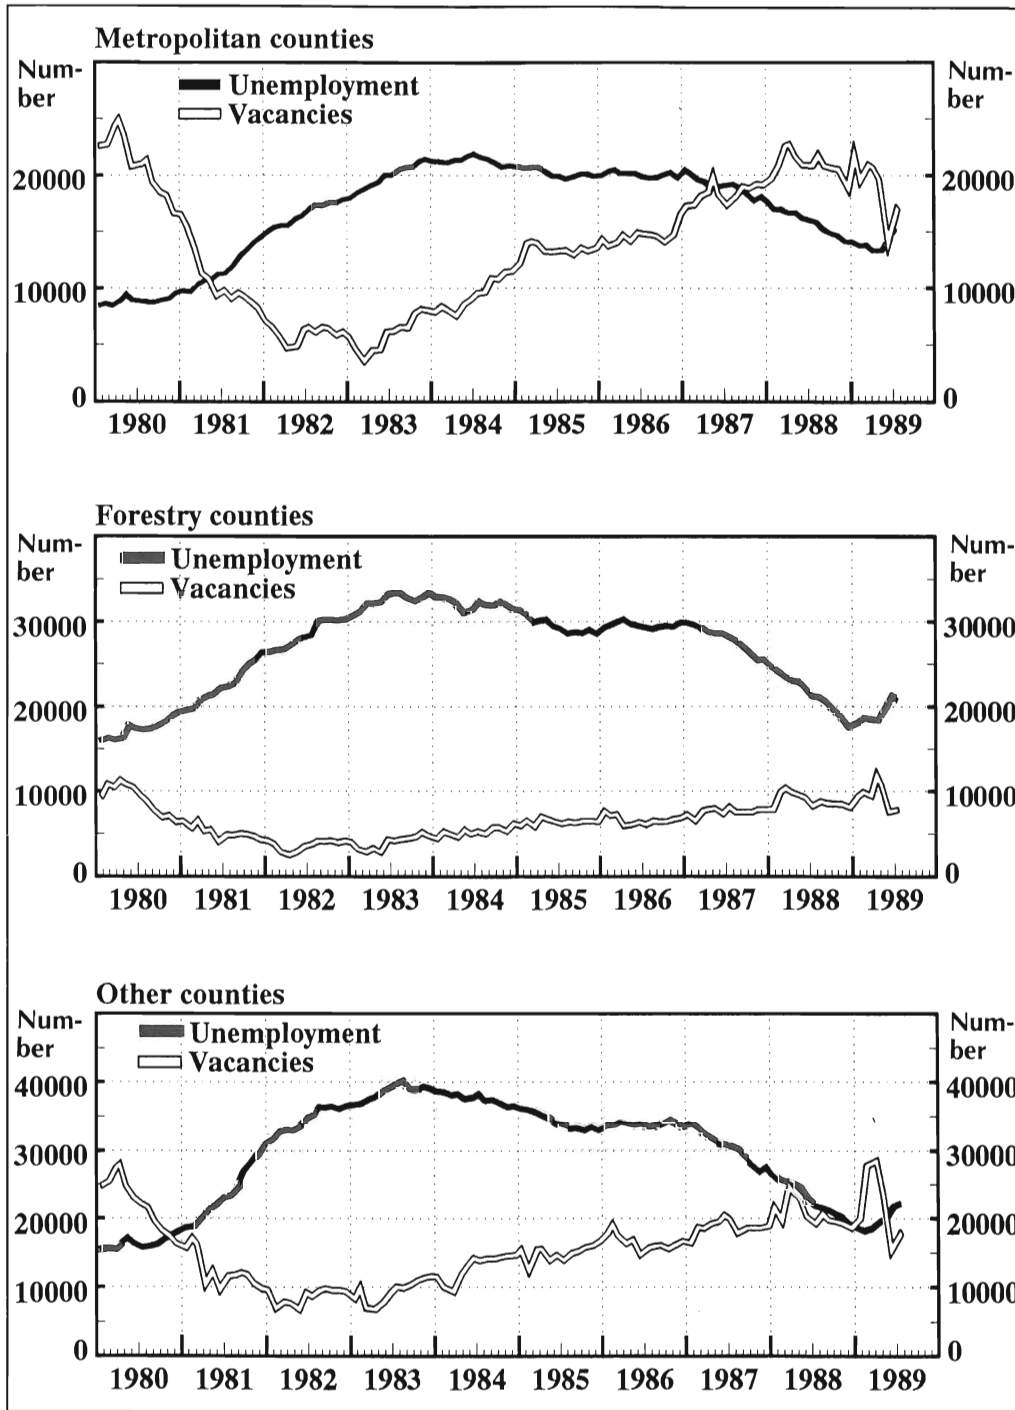 Metropolitan counties
Num-
ber
Num-
ber
Unemployment
Vacancies
20000
20000
10000
10000
0
0
1980 1981 1982 1983 1984 1985 1986 1987 1988 1989
Forestry counties
Num-
ber
Num-
ber
Unemployment
Vacancies
30000
30000
20000
20000
10000
10000
0
0
1980 1981 1982 1983 1984 1985 1986 1987 1988 1989
Other counties
Num-
ber
Num-
ber
Unemployment
Vacancies
40000
40000
30000
30000
20000
20000
10000
10000
0
0
1980 1981 1982 1983 1984 1985 1986 1987 1988 1989